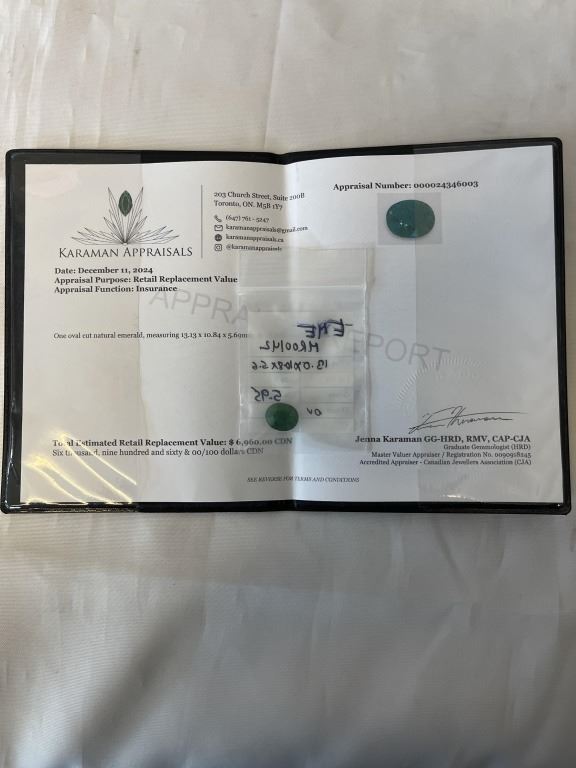 KARAMAN APPRAISALS
203 Church Street, Suite 200B
Toronto, ON. M5B 1Y7
(647) 761 - 5247
karamanappraisals@gmail.com
karamanappraisals.ca
@karamanappraisals
Appraisal Number: 000024346003
Date: December 11, 2024
Appraisal Purpose: Retail Replacement Value
Appraisal Function: Insurance
APPRAISAL REPORT
One oval cut natural emerald, measuring 13.13 x 10.84 x 5.69mm
EME
MR00142
13.0X10.8X5.6
5.95
OV
Total Estimated Retail Replacement Value: $ 6,960.00 CDN
Six thousand, nine hundred and sixty & 00/100 dollars CDN
Jenna Karaman GG-HRD, RMV, CAP-CJA
Graduate Gemmologist (HRD)
Master Valuer Appraiser / Registration No. 0090918245
Accredited Appraiser - Canadian Jewellers Association (CJA)
SEE REVERSE FOR TERMS AND CONDITIONS